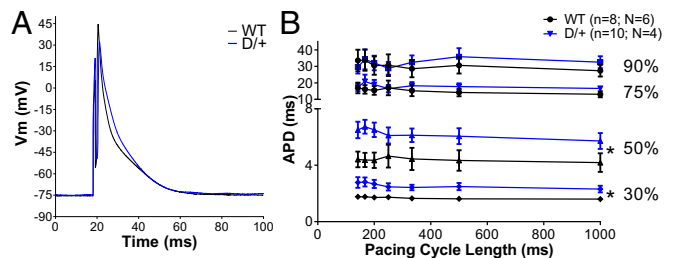 A
WT
D/+
Vm (mV)
45
30
15
0
-15
-30
-45
-60
-75
-90
0 20 40 60 80 100
Time (ms)
B
WT (n=8; N=6)
D/+ (n=10; N=4)
APD (ms)
40
30
20
10
8
4
0
90%
75%
* 50%
* 30%
0 200 400 600 800 1000
Pacing Cycle Length (ms)